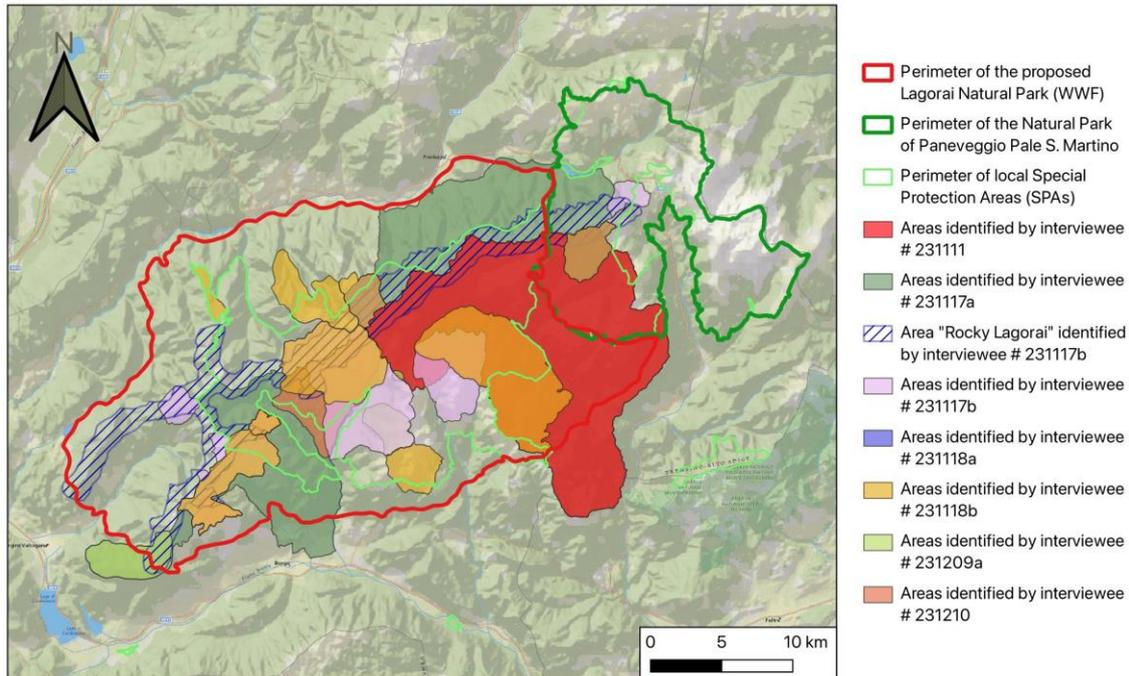 N
Perimeter of the proposed
Lagorai Natural Park (WWF)
Perimeter of the Natural Park
of Paneveggio Pale S. Martino
Perimeter of local Special
Protection Areas (SPAs)
Areas identified by interviewee
# 231111
Areas identified by interviewee
# 231117a
Area "Rocky Lagorai" identified
by interviewee # 231117b
Areas identified by interviewee
# 231117b
Areas identified by interviewee
# 231118a
Areas identified by interviewee
# 231118b
Areas identified by interviewee
# 231209a
Areas identified by interviewee
# 231210
0 5 10 km